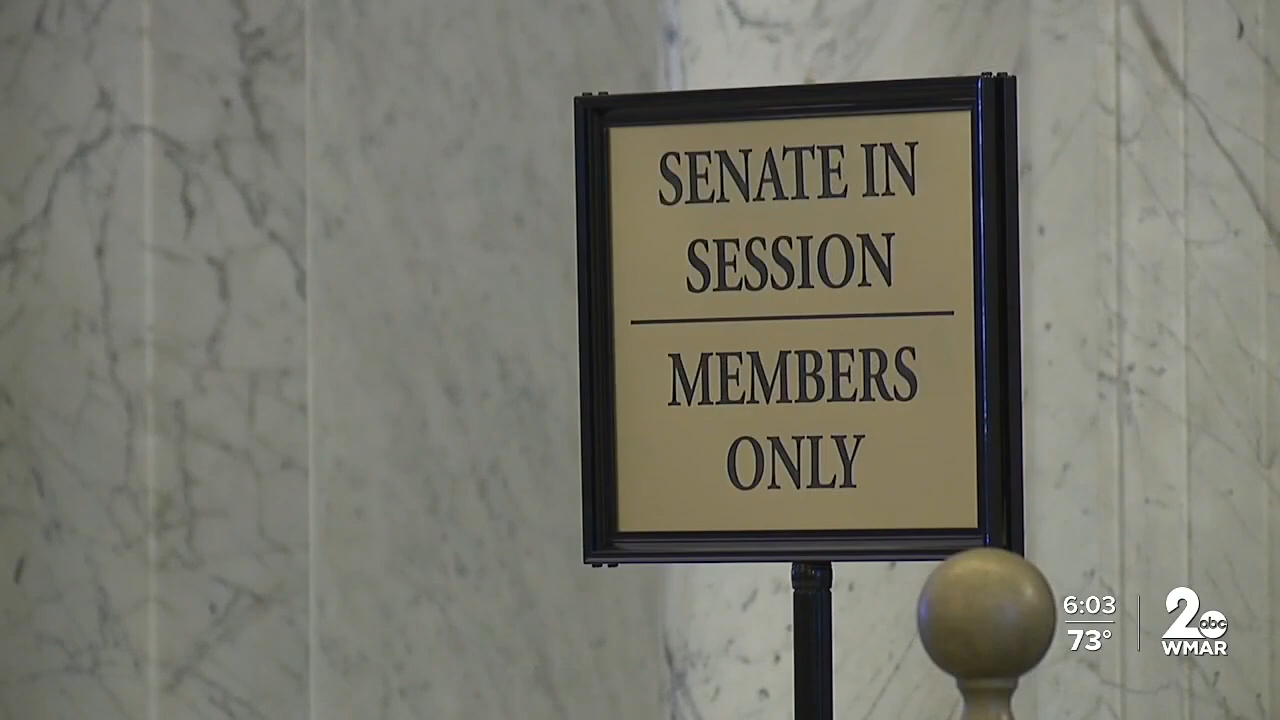 SENATE IN
SESSION
MEMBERS
ONLY
6:03
73°
2 abc
WMAR